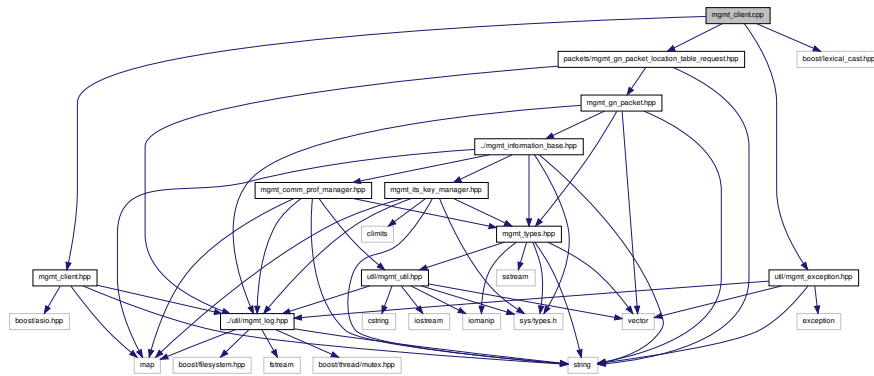 mgmt_client.cpp
packets/mgmt_gn_packet_location_table_request.hpp
boost/lexical_cast.hpp
mgmt_gn_packet.hpp
../mgmt_information_base.hpp
mgmt_comm_prof_manager.hpp
mgmt_its_key_manager.hpp
climits
mgmt_types.hpp
mgmt_client.hpp
util/mgmt_util.hpp
sstream
util/mgmt_exception.hpp
boost/asio.hpp
../util/mgmt_log.hpp
cstring
iostream
iomanip
sys/types.h
vector
exception
map
boost/filesystem.hpp
fstream
boost/thread/mutex.hpp
string